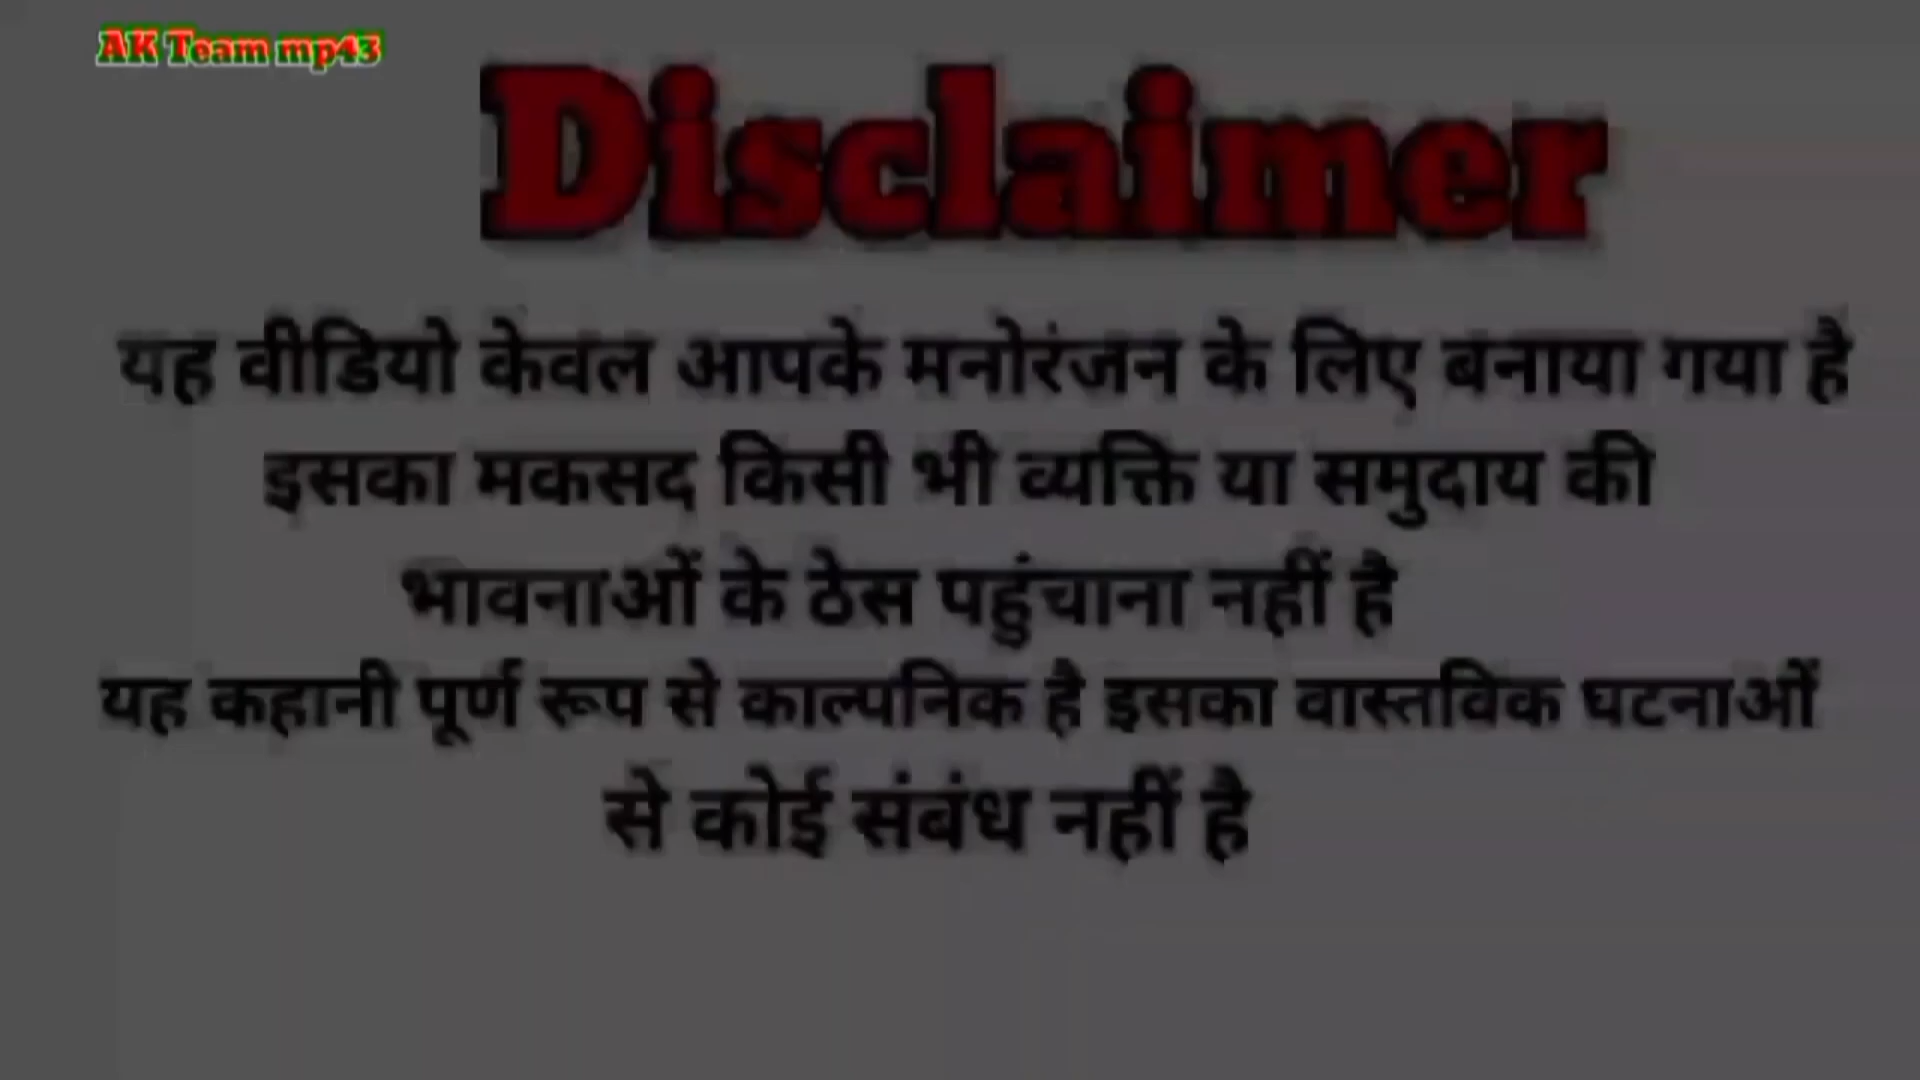 AK Team mp43
Disclaimer
यह वीडियो केवल आपके मनोरंजन के लिए बनाया गया है
इसका मकसद किसी भी व्यक्ति या समुदाय की
भावनाओं के ठेस पहुंचाना नहीं है
यह कहानी पूर्ण रूप से काल्पनिक है इसका वास्तविक घटनाओं
से कोई संबंध नहीं है